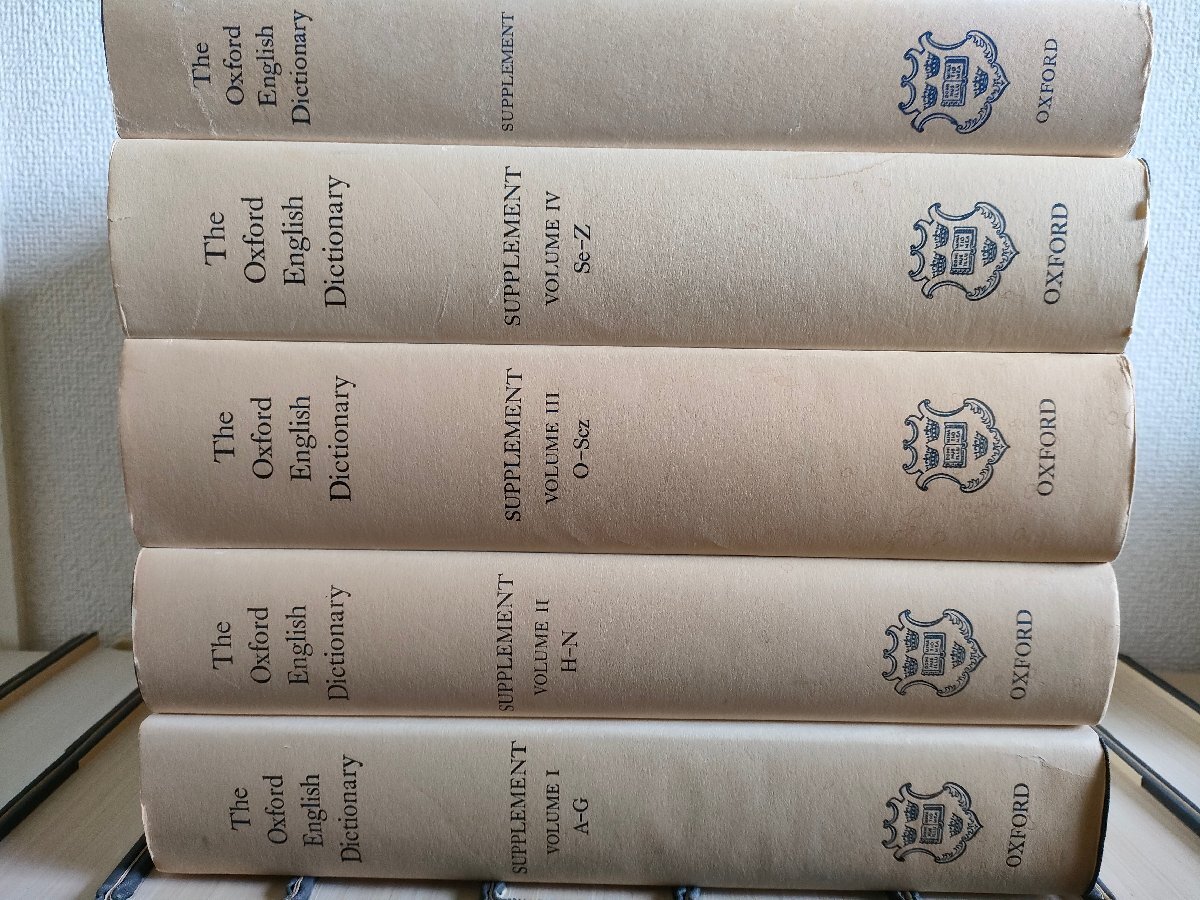 The
Oxford
English
Dictionary
SUPPLEMENT
OXFORD
The
Oxford
English
Dictionary
SUPPLEMENT
VOLUME IV
Se–Z
OXFORD
The
Oxford
English
Dictionary
SUPPLEMENT
VOLUME III
O–Scz
OXFORD
The
Oxford
English
Dictionary
SUPPLEMENT
VOLUME II
H–N
OXFORD
The
Oxford
English
Dictionary
SUPPLEMENT
VOLUME I
A–G
OXFORD